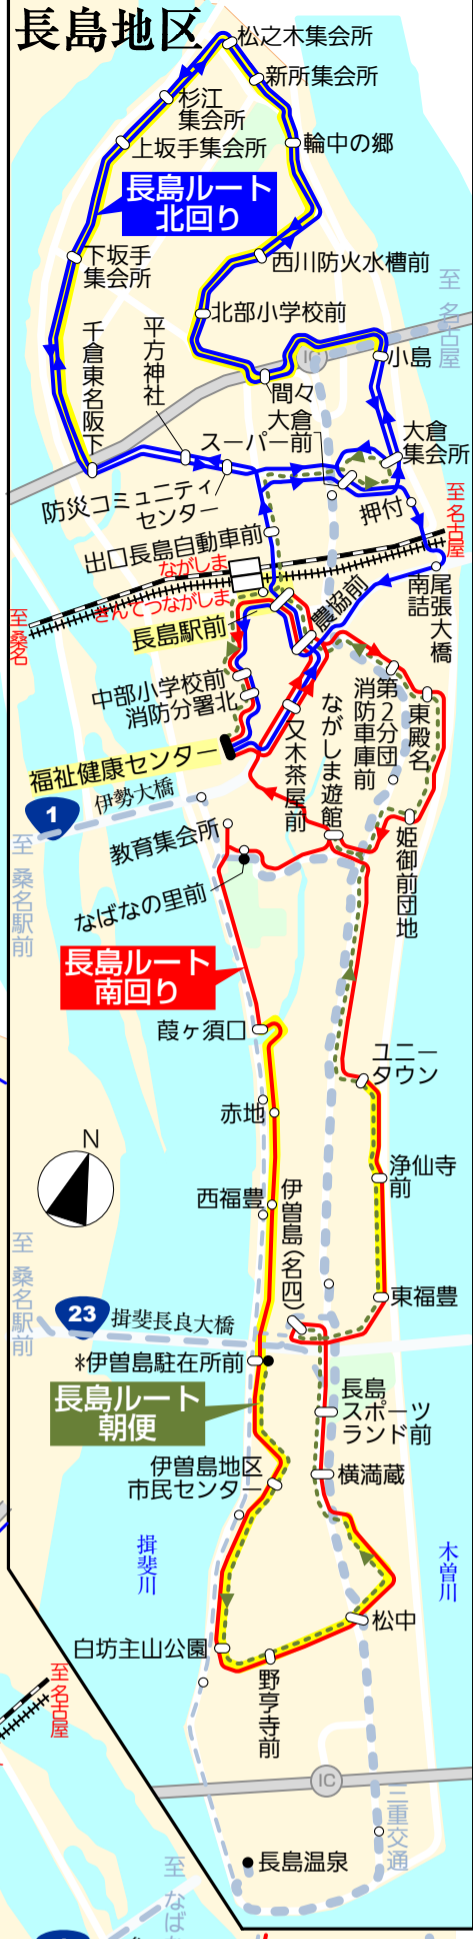 長島地区
松之木集会所
新所集会所
杉江
集会所
輪中の郷
上坂手集会所
長島ルート
北回り
西川防火水槽前
下坂手
集会所
至 名古屋
北部小学校前
平方神社
千倉東名阪下
IC
小島
間々
大倉
スーパー前
大倉
集会所
防災コミュニティ
センター
押付
至 名古屋
出口長島自動車前
ながしま
きんてつながしま
至 桑名
長島駅前
農協前
尾張大橋
南詰
中部小学校前
消防分署北
第2分団
消防車庫前
東殿名
ながしま遊館
又木茶屋前
福祉健康センター
伊勢大橋
1
至 桑名駅前
教育集会所
姫御前団地
なばなの里前
長島ルート
南回り
葭ヶ須口
ユニー
タウン
赤地
N
浄仙寺
前
西福豊
伊曽島(名四)
至 桑名駅前
23
揖斐長良大橋
東福豊
*伊曽島駐在所前
長島ルート
朝便
長島
スポーツ
ランド前
伊曽島地区
市民センター
横満蔵
揖斐川
木曽川
松中
白坊主山公園
野亨寺前
至 名古屋
IC
三重交通
長島温泉
至 なば